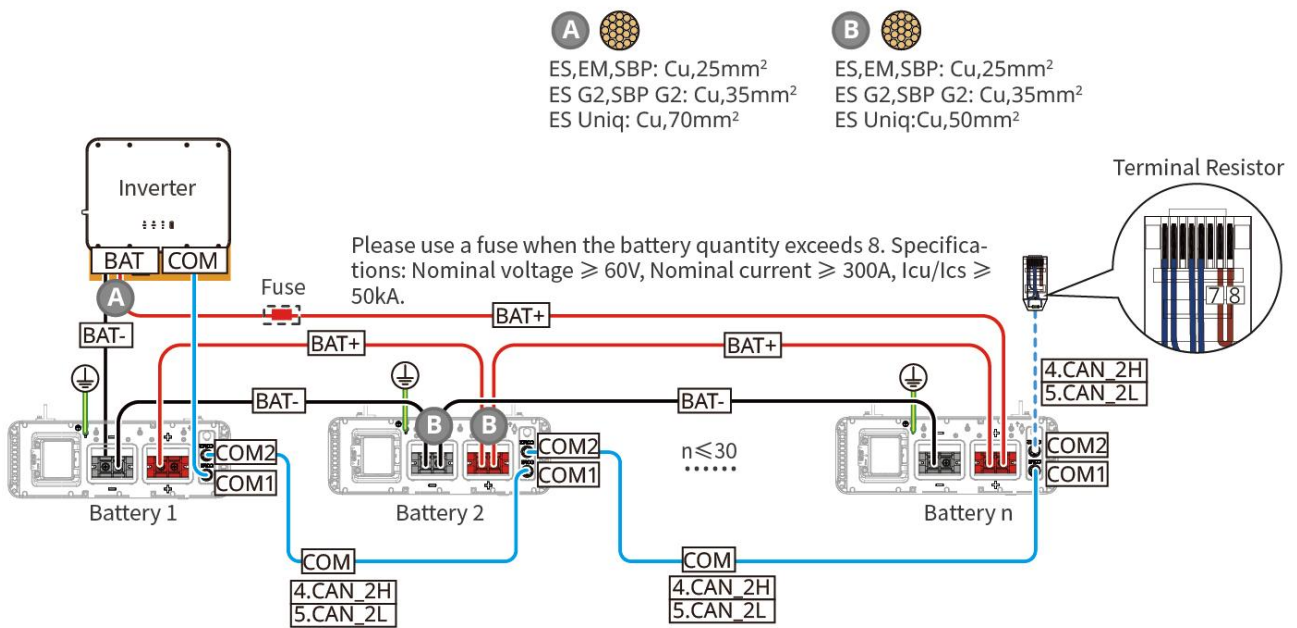 A
ES,EM,SBP: Cu,25mm²
ES G2,SBP G2: Cu,35mm²
ES Uniq: Cu,70mm²
B
ES,EM,SBP: Cu,25mm²
ES G2,SBP G2: Cu,35mm²
ES Uniq:Cu,50mm²
Inverter
BAT
COM
A
Please use a fuse when the battery quantity exceeds 8. Specifica-
tions: Nominal voltage ⩾ 60V, Nominal current ⩾ 300A, Icu/Ics ⩾
50kA.
Terminal Resistor
7 8
Fuse
BAT+
BAT-
BAT+
BAT+
4.CAN_2H
5.CAN_2L
BAT-
BAT-
B
B
n⩽30
COM2
COM1
COM2
COM1
COM2
COM1
Battery 1
Battery 2
Battery n
COM
4.CAN_2H
5.CAN_2L
COM
4.CAN_2H
5.CAN_2L